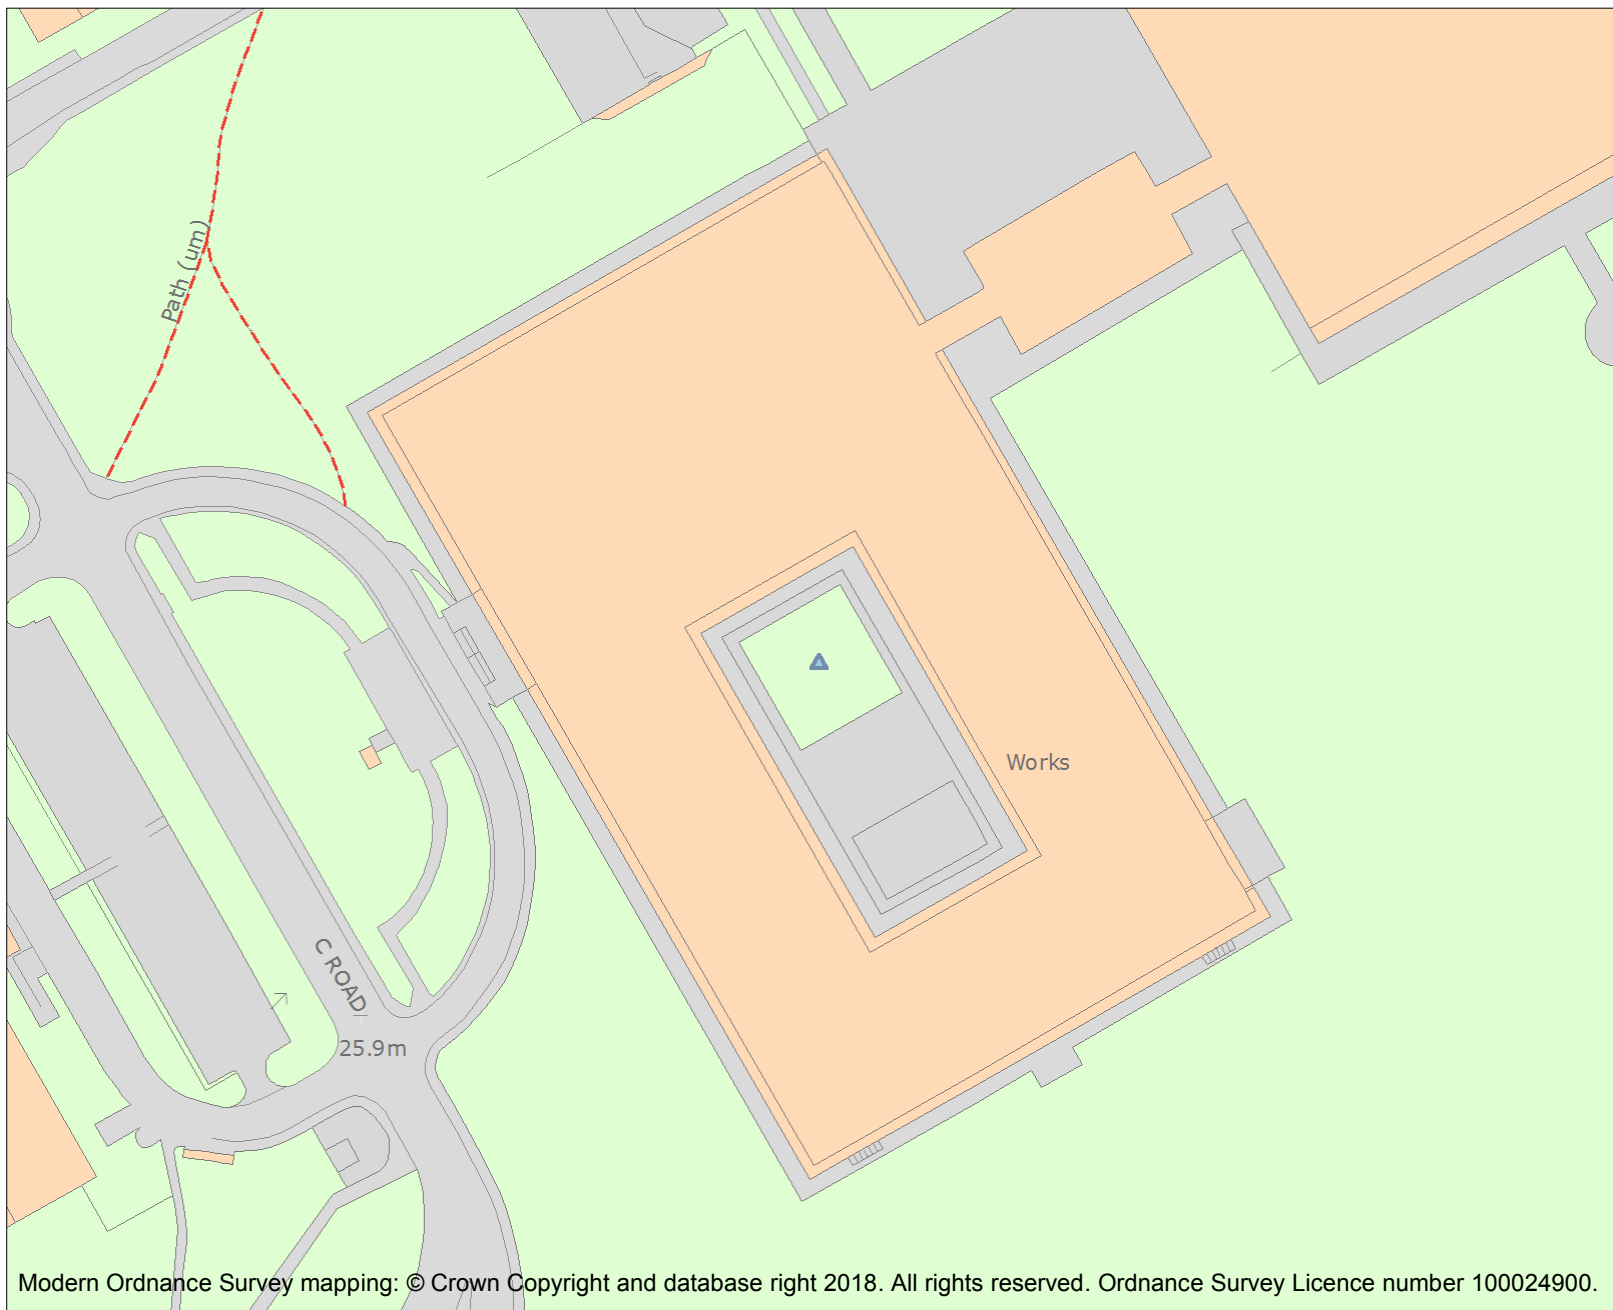 Path (um)
Works
C ROAD
25.9m
Modern Ordnance Survey mapping: © Crown Copyright and database right 2018. All rights reserved. Ordnance Survey Licence number 100024900.